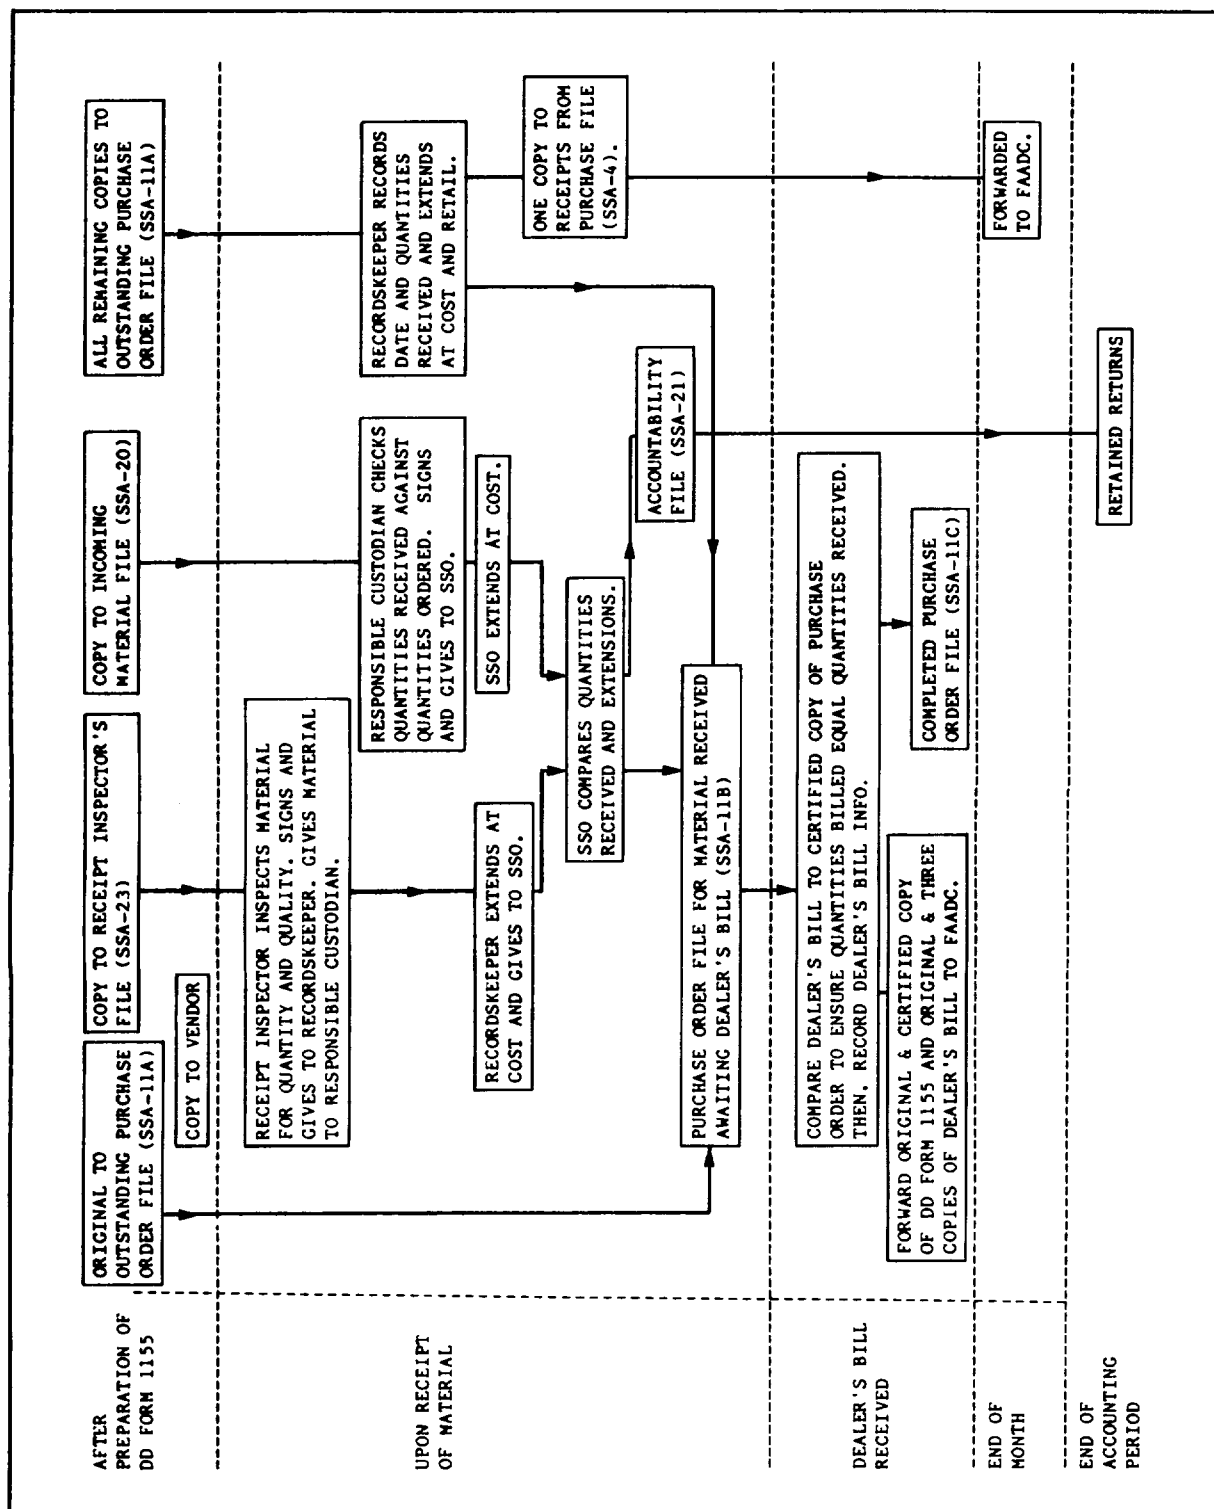 AFTER
PREPARATION OF
DD FORM 1155
ORIGINAL TO
OUTSTANDING PURCHASE
ORDER FILE (SSA-11A)
COPY TO RECEIPT INSPECTOR'S
FILE (SSA-23)
COPY TO INCOMING
MATERIAL FILE (SSA-20)
ALL REMAINING COPIES TO
OUTSTANDING PURCHASE
ORDER FILE (SSA-11A)
COPY TO VENDOR
UPON RECEIPT
OF MATERIAL
RECEIPT INSPECTOR INSPECTS MATERIAL
FOR QUANTITY AND QUALITY. SIGNS AND
GIVES TO RECORDSKEEPER. GIVES MATERIAL
TO RESPONSIBLE CUSTODIAN.
RESPONSIBLE CUSTODIAN CHECKS
QUANTITIES RECEIVED AGAINST
QUANTITIES ORDERED. SIGNS
AND GIVES TO SSO.
RECORDSKEEPER RECORDS
DATE AND QUANTITIES
RECEIVED AND EXTENDS
AT COST AND RETAIL.
RECORDSKEEPER EXTENDS AT
COST AND GIVES TO SSO.
SSO EXTENDS AT COST.
ONE COPY TO
RECEIPTS FROM
PURCHASE FILE
(SSA-4).
SSO COMPARES QUANTITIES
RECEIVED AND EXTENSIONS.
ACCOUNTABILITY
FILE (SSA-21)
PURCHASE ORDER FILE FOR MATERIAL RECEIVED
AWAITING DEALER'S BILL (SSA-11B)
DEALER'S BILL
RECEIVED
COMPARE DEALER'S BILL TO CERTIFIED COPY OF PURCHASE
ORDER TO ENSURE QUANTITIES BILLED EQUAL QUANTITIES RECEIVED.
THEN, RECORD DEALER'S BILL INFO.
FORWARD ORIGINAL & CERTIFIED COPY
OF DD FORM 1155 AND ORIGINAL & THREE
COPIES OF DEALER'S BILL TO FAADC.
COMPLETED PURCHASE
ORDER FILE (SSA-11C)
END OF
MONTH
FORWARDED
TO FAADC.
END OF
ACCOUNTING
PERIOD
RETAINED RETURNS